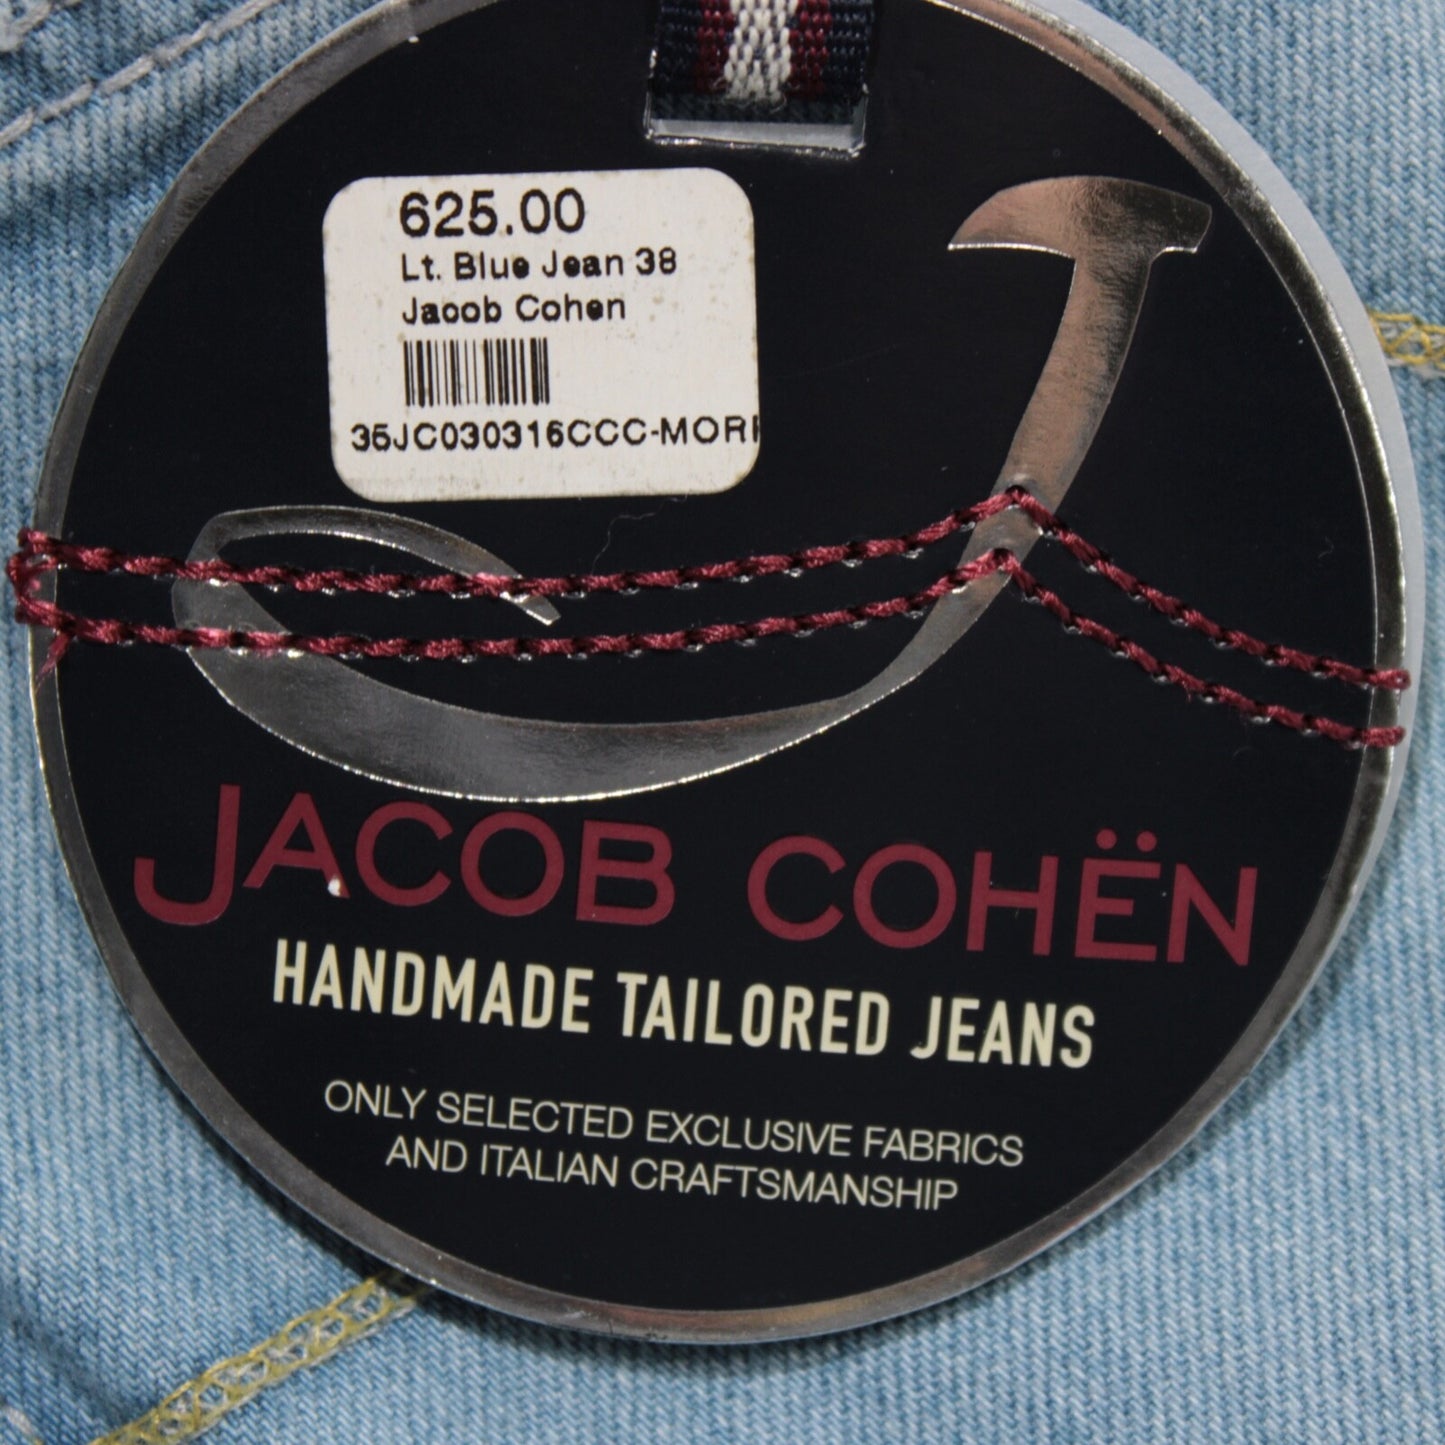 625.00
Lt. Blue Jean 38
Jacob Cohen
35JC030316CCC-MOR
J
JACOB COHËN
HANDMADE TAILORED JEANS
ONLY SELECTED EXCLUSIVE FABRICS
AND ITALIAN CRAFTSMANSHIP